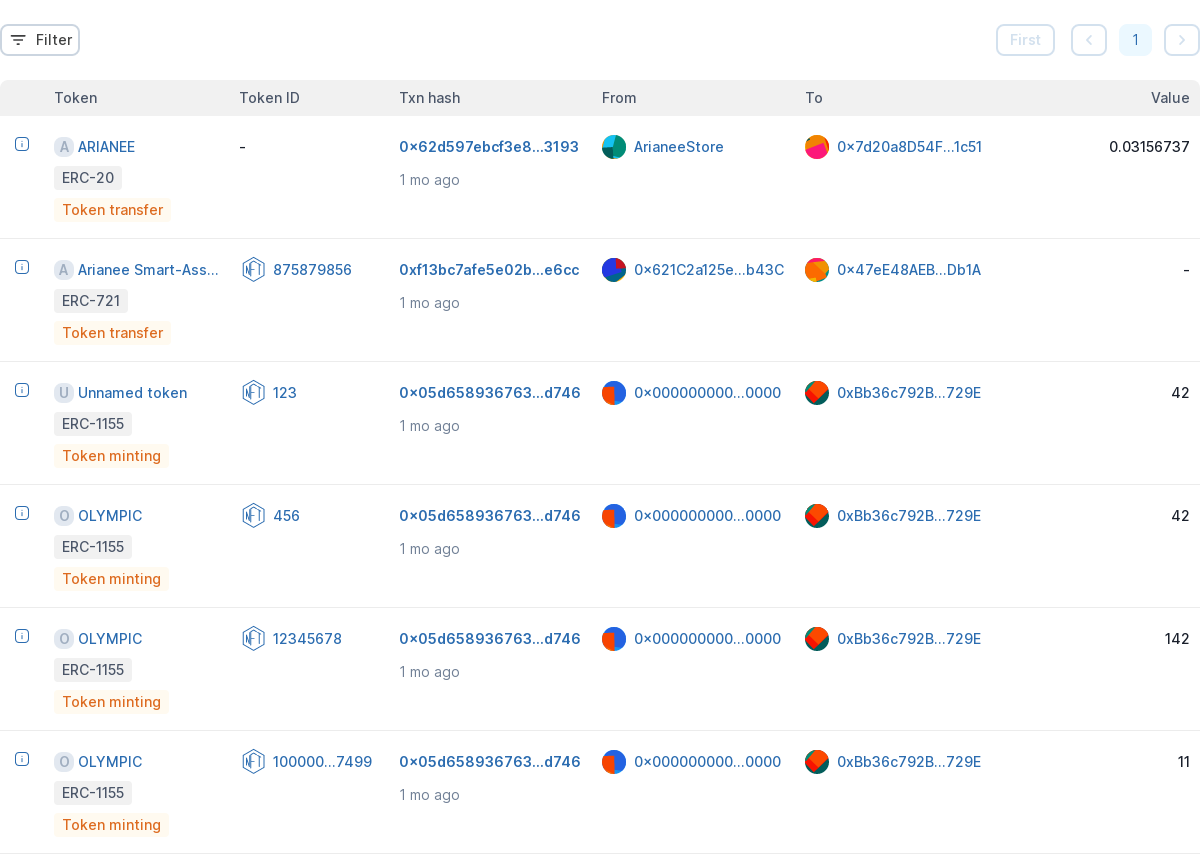 Filter First 1
Token Token ID Txn hash From To Value
A ARIANEE - 0x62d597ebcf3e8...3193 ArianeeStore 0x7d20a8D54F...1c51 0.03156737
ERC-20 1 mo ago
Token transfer
A Arianee Smart-Ass... NFT 875879856 0xf13bc7afe5e02b...e6cc 0x621C2a125e...b43C 0x47eE48AEB...Db1A -
ERC-721 1 mo ago
Token transfer
U Unnamed token NFT 123 0x05d658936763...d746 0x000000000...0000 0xBb36c792B...729E 42
ERC-1155 1 mo ago
Token minting
O OLYMPIC NFT 456 0x05d658936763...d746 0x000000000...0000 0xBb36c792B...729E 42
ERC-1155 1 mo ago
Token minting
O OLYMPIC NFT 12345678 0x05d658936763...d746 0x000000000...0000 0xBb36c792B...729E 142
ERC-1155 1 mo ago
Token minting
O OLYMPIC NFT 100000...7499 0x05d658936763...d746 0x000000000...0000 0xBb36c792B...729E 11
ERC-1155 1 mo ago
Token minting